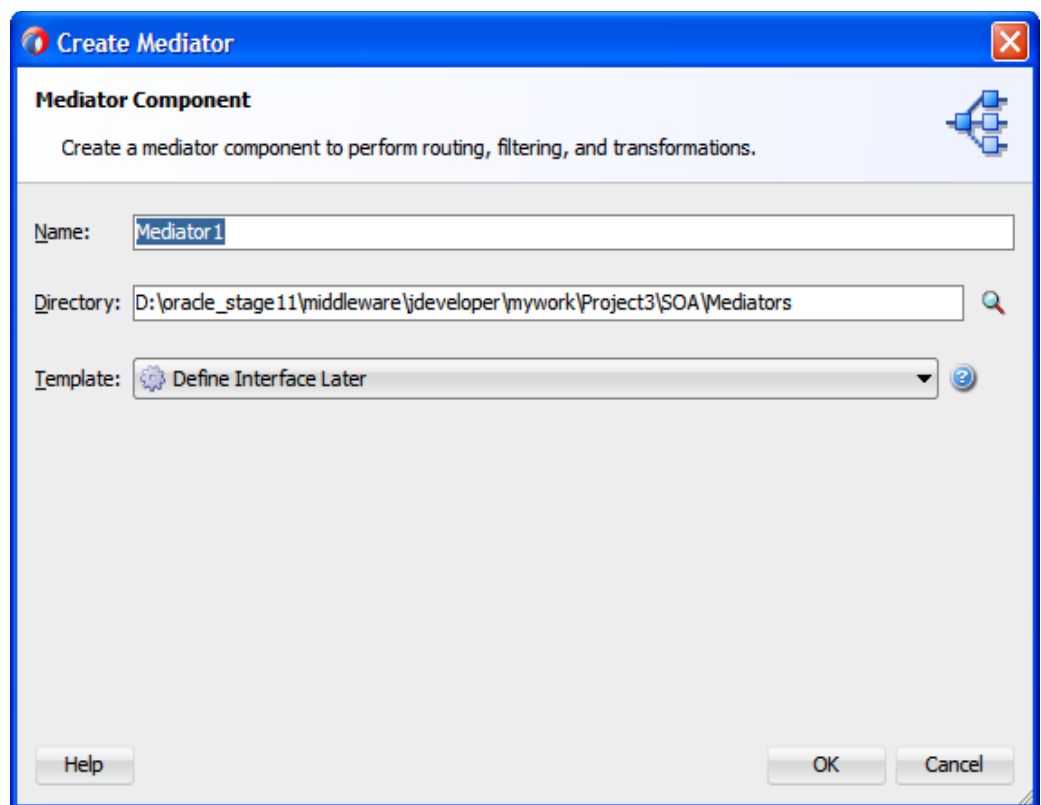 Create Mediator
Mediator Component
Create a mediator component to perform routing, filtering, and transformations.
Name: Mediator1
Directory: D:\oracle_stage11\middleware\jdeveloper\mywork\Project3\SOA\Mediators
Template: Define Interface Later
Help OK Cancel